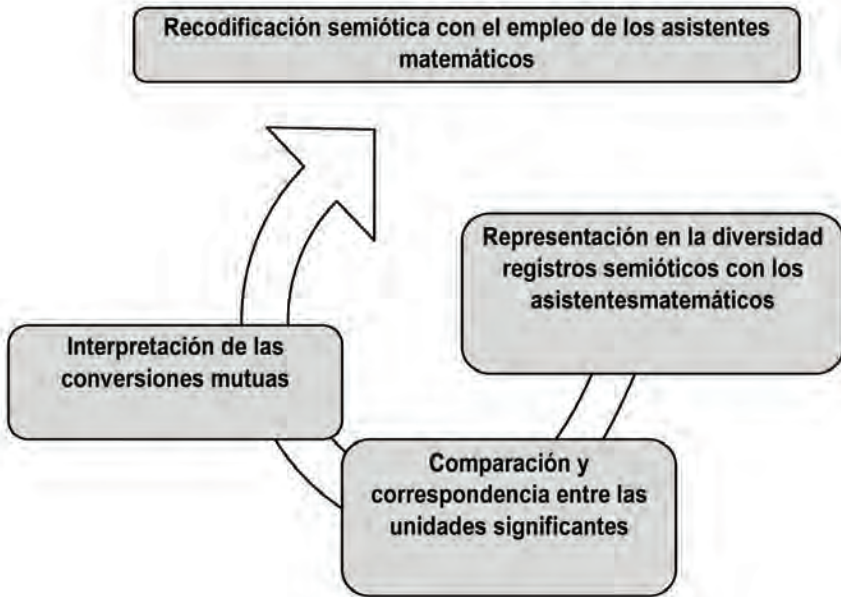 Recodificación semiótica con el empleo de los asistentes
matemáticos
Representación en la diversidad
registros semióticos con los
asistentesmatemáticos
Interpretación de las
conversiones mutuas
Comparación y
correspondencia entre las
unidades significantes